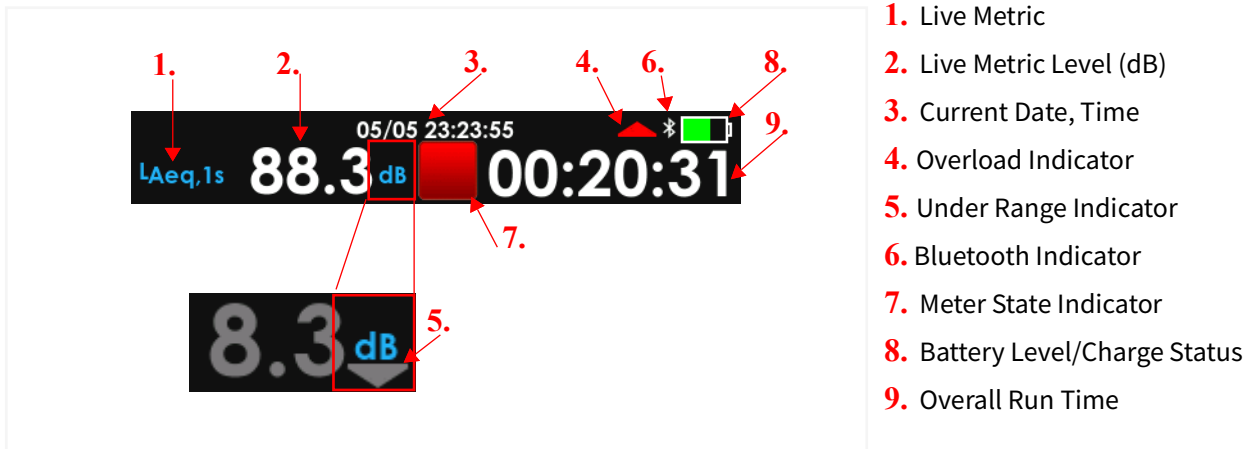 1. 2. 3. 4. 6. 8.
05/05 23:23:55
9.
LAeq,1s 88.3 dB 00:20:31
7.
8.3 dB
5.
1. Live Metric
2. Live Metric Level (dB)
3. Current Date, Time
4. Overload Indicator
5. Under Range Indicator
6. Bluetooth Indicator
7. Meter State Indicator
8. Battery Level/Charge Status
9. Overall Run Time